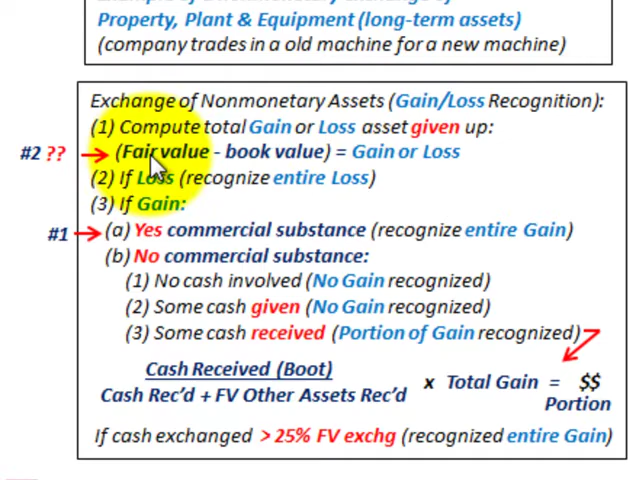 Property, Plant & Equipment (long-term assets)
(company trades in a old machine for a new machine)
Exchange of Nonmonetary Assets (Gain/Loss Recognition):
(1) Compute total Gain or Loss asset given up:
#2 ?? (Fair value - book value) = Gain or Loss
(2) If Loss (recognize entire Loss)
(3) If Gain:
#1 (a) Yes commercial substance (recognize entire Gain)
(b) No commercial substance:
(1) No cash involved (No Gain recognized)
(2) Some cash given (No Gain recognized)
(3) Some cash received (Portion of Gain recognized)
Cash Received (Boot)
Cash Rec'd + FV Other Assets Rec'd x Total Gain = $$
Portion
If cash exchanged > 25% FV exchg (recognized entire Gain)